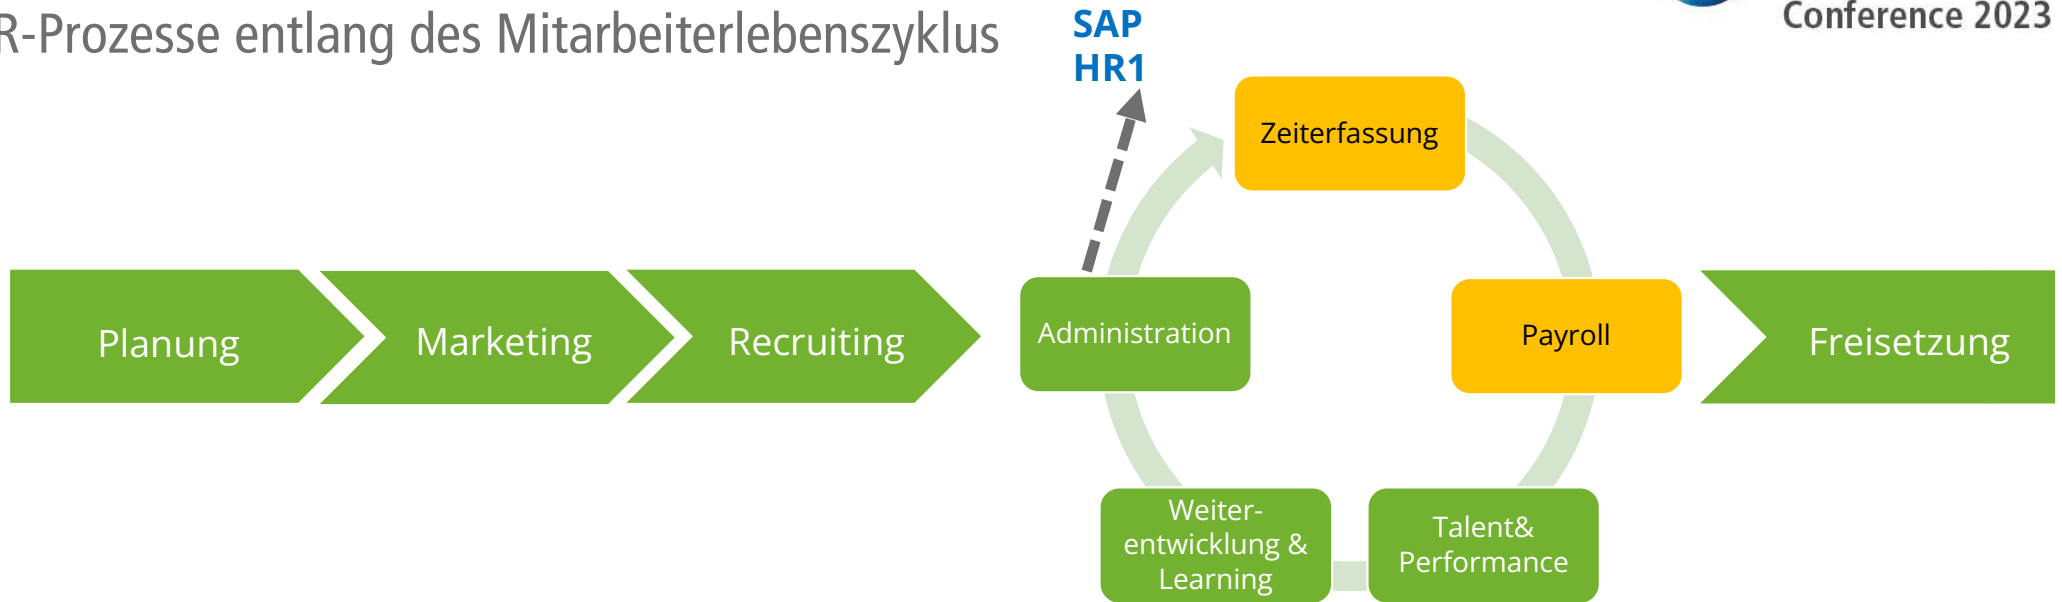 R-Prozesse entlang des Mitarbeiterlebenszyklus
SAP
HR1
Conference 2023
Zeiterfassung
Planung
Marketing
Recruiting
Administration
Payroll
Freisetzung
Weiter-
entwicklung &
Learning
Talent&
Performance